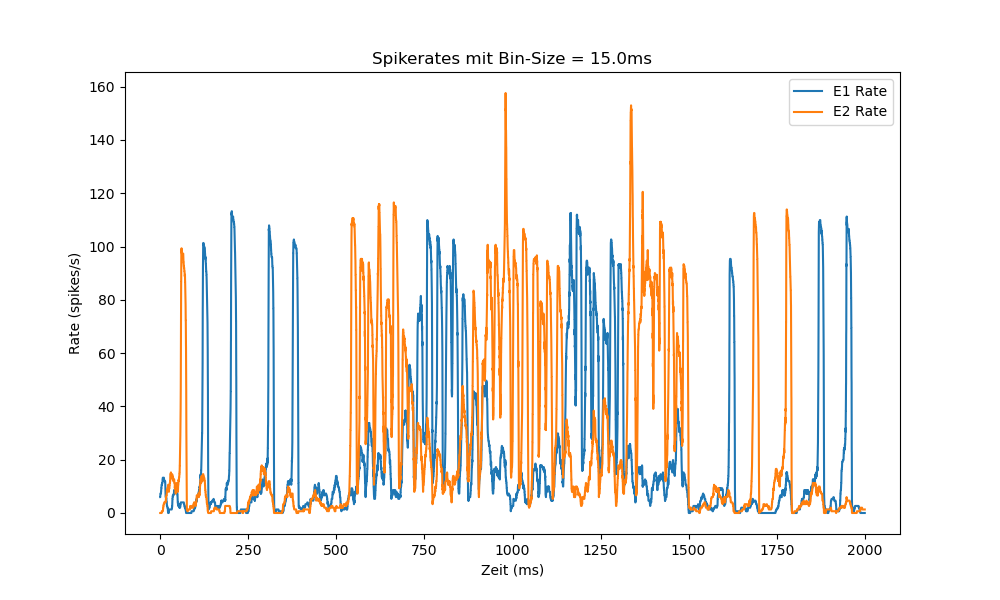 Spikerates mit Bin-Size = 15.0ms
E1 Rate
E2 Rate
160
140
120
100
80
60
40
20
0
Rate (spikes/s)
0 250 500 750 1000 1250 1500 1750 2000
Zeit (ms)